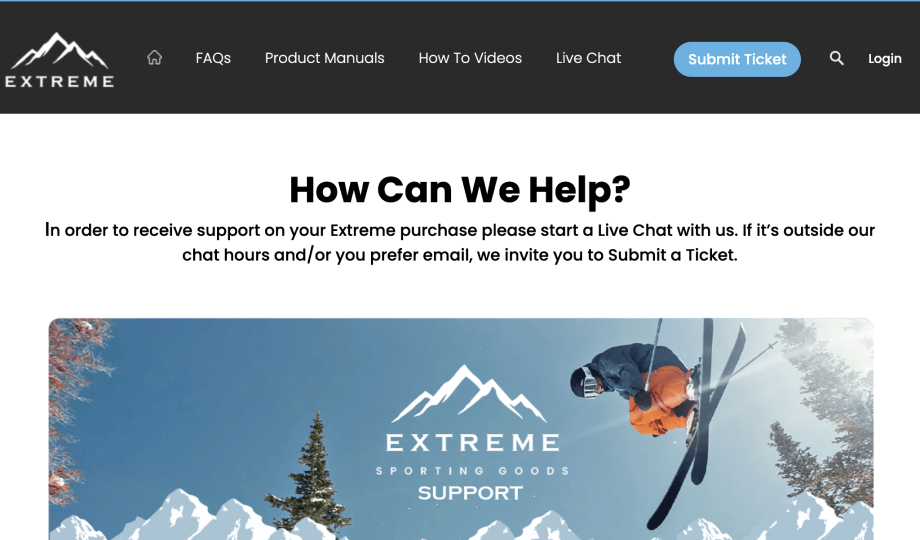 EXTREME
FAQs
Product Manuals
How To Videos
Live Chat
Submit Ticket
Login
How Can We Help?
In order to receive support on your Extreme purchase please start a Live Chat with us. If it's outside our
chat hours and/or you prefer email, we invite you to Submit a Ticket.
EXTREME
SPORTING GOODS
SUPPORT